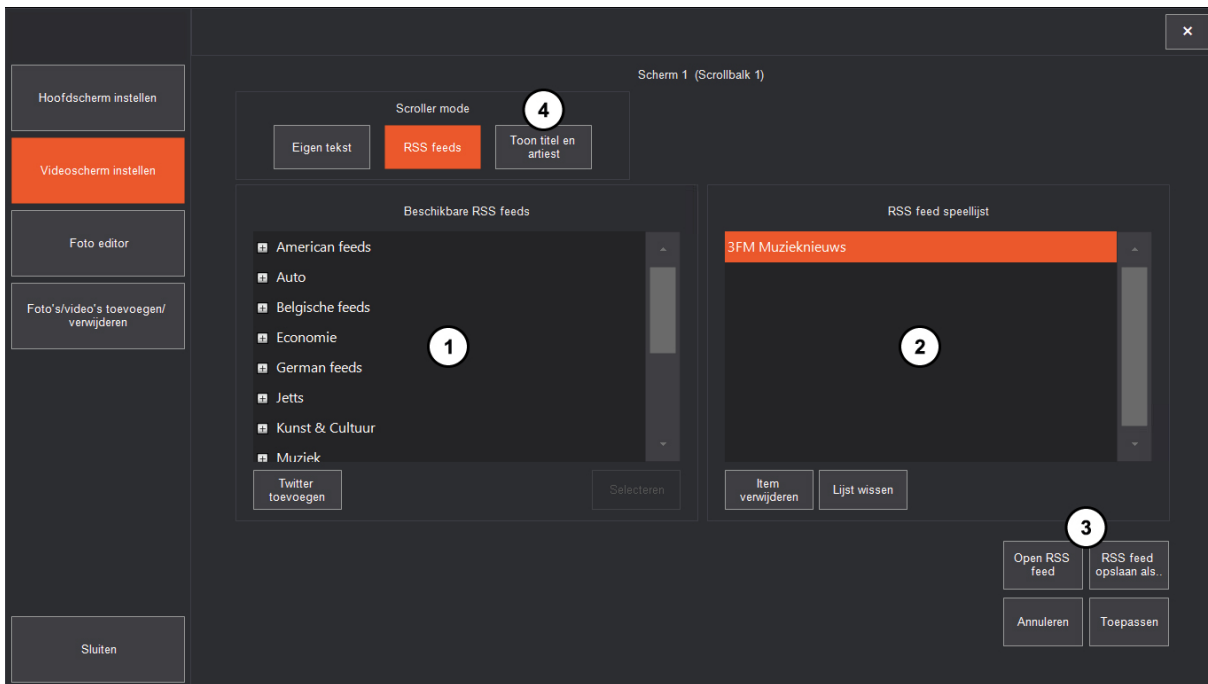 ×
Hoofdscherm instellen
Videoscherm instellen
Foto editor
Foto's/video's toevoegen/
verwijderen
Sluiten
Scherm 1 (Scrollbalk 1)
Scroller mode
4
Eigen tekst
RSS feeds
Toon titel en
artiest
Beschikbare RSS feeds
American feeds
Auto
Belgische feeds
Economie
German feeds
Jetts
Kunst & Cultuur
Muziek
1
Twitter
toevoegen
Selecteren
RSS feed speellijst
3FM Muzieknieuws
2
Item
verwijderen
Lijst wissen
3
Open RSS
feed
RSS feed
opslaan als..
Annuleren
Toepassen